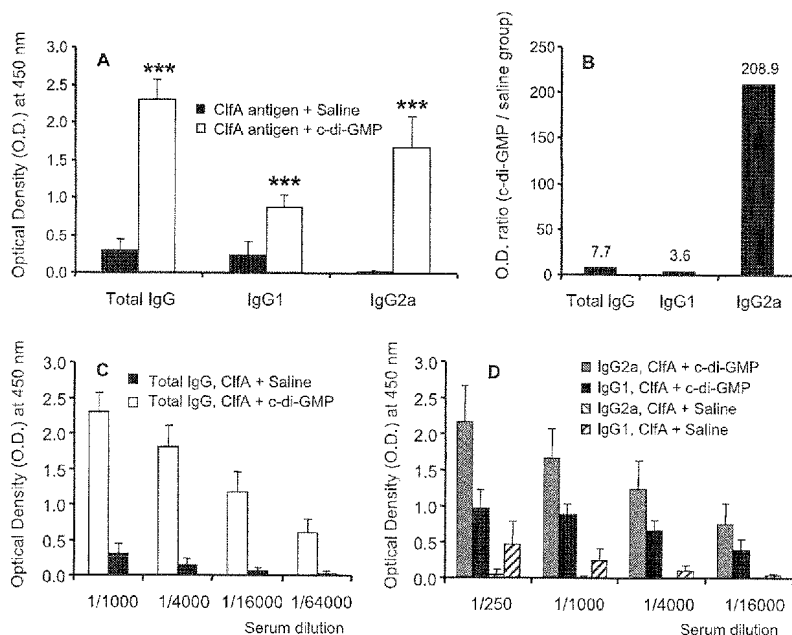 A
Optical Density (O.D.) at 450 nm
3.0
2.5
2.0
1.5
1.0
0.5
0.0
***
***
***
ClfA antigen + Saline
ClfA antigen + c-di-GMP
Total IgG
IgG1
IgG2a
B
O.D. ratio (c-di-GMP / saline group)
250
200
150
100
50
0
7.7
3.6
208.9
Total IgG
IgG1
IgG2a
C
Optical Density (O.D.) at 450 nm
3.0
2.5
2.0
1.5
1.0
0.5
0.0
Total IgG, ClfA + Saline
Total IgG, ClfA + c-di-GMP
1/1000
1/4000
1/16000
1/64000
Serum dilution
D
Optical Density (O.D.) at 450 nm
3.0
2.5
2.0
1.5
1.0
0.5
0.0
IgG2a, ClfA + c-di-GMP
IgG1, ClfA + c-di-GMP
IgG2a, ClfA + Saline
IgG1, ClfA + Saline
1/250
1/1000
1/4000
1/16000
Serum dilution